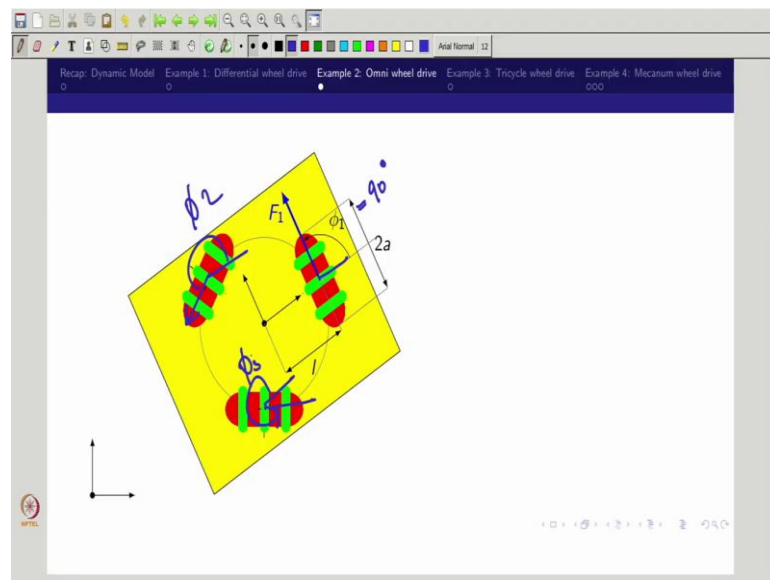 T
Arial Normal 12
Recap: Dynamic Model Example 1: Differential wheel drive Example 2: Omni wheel drive Example 3: Tricycle wheel drive Example 4: Mecanum wheel drive
ϕ2
F1
ϕ1
= 90°
2a
l
ϕ3
NPTEL